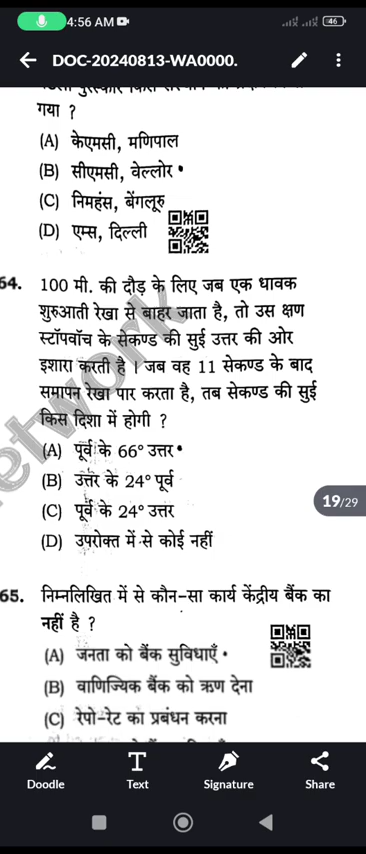 4:56 AM
46
DOC-20240813-WA0000.
गया ?
(A) केएमसी, मणिपाल
(B) सीएमसी, वेल्लोर •
(C) निमहंस, बेंगलूरु
(D) एम्स, दिल्ली
64. 100 मी. की दौड़ के लिए जब एक धावक
शुरुआती रेखा से बाहर जाता है, तो उस क्षण
स्टॉपवॉच के सेकण्ड की सुई उत्तर की ओर
इशारा करती है । जब वह 11 सेकण्ड के बाद
समापन रेखा पार करता है, तब सेकण्ड की सुई
किस दिशा में होगी ?
(A) पूर्व के 66° उत्तर •
(B) उत्तर के 24° पूर्व
(C) पूर्व के 24° उत्तर
(D) उपरोक्त में से कोई नहीं
19/29
65. निम्नलिखित में से कौन-सा कार्य केंद्रीय बैंक का
नहीं है ?
(A) जनता को बैंक सुविधाएँ •
(B) वाणिज्यिक बैंक को ऋण देना
(C) रेपो-रेट का प्रबंधन करना
etwork
Doodle Text Signature Share